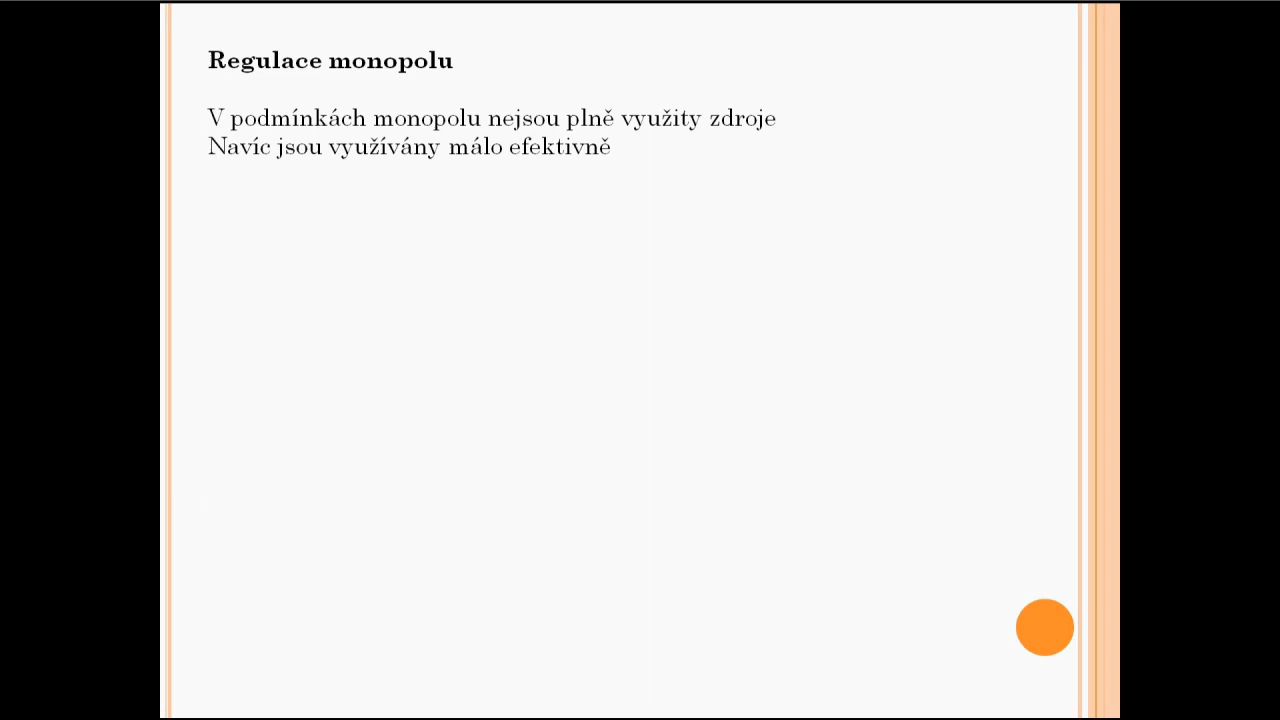 Regulace monopolu
V podmínkách monopolu nejsou plně využity zdroje
Navíc jsou využívány málo efektivně